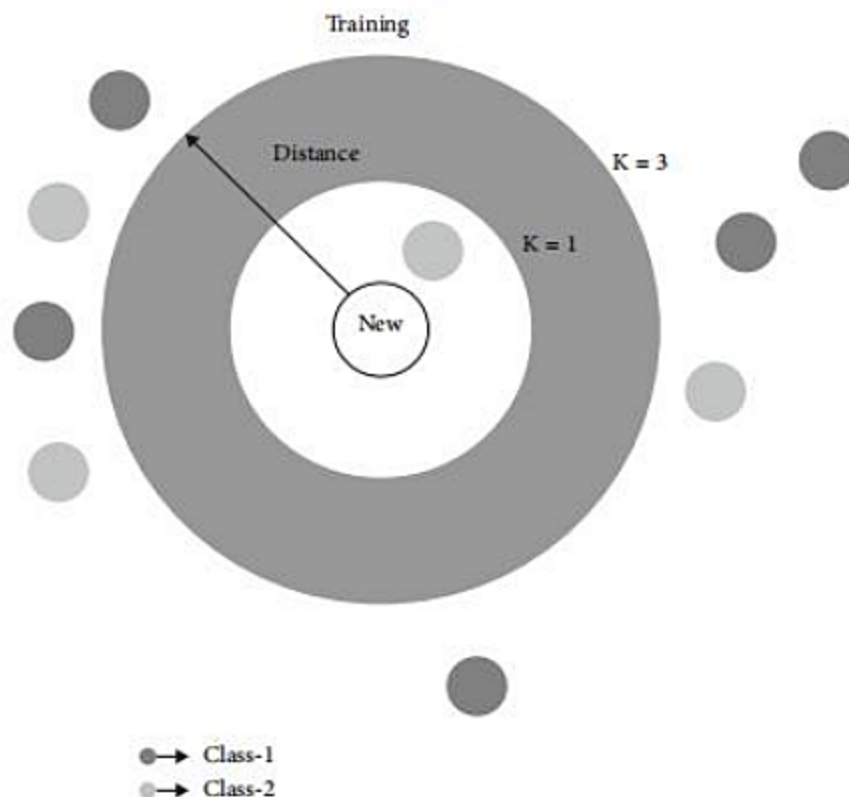 Training
Distance
K = 3
K = 1
New
Class-1
Class-2